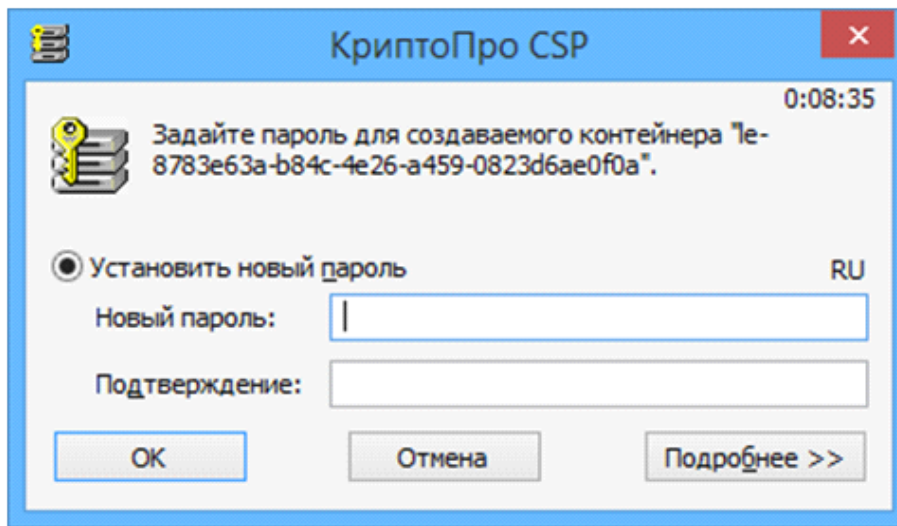 КриптоПро CSP
0:08:35
Задайте пароль для создаваемого контейнера "le-
8783e63a-b84c-4e26-a459-0823d6ae0f0a".
Установить новый пароль
RU
Новый пароль:
Подтверждение:
OK
Отмена
Подробнее >>